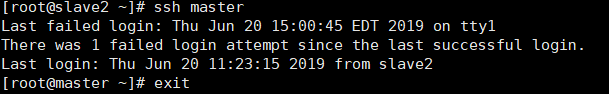 [root@slave2 ~]# ssh master
Last failed login: Thu Jun 20 15:00:45 EDT 2019 on tty1
There was 1 failed login attempt since the last successful login.
Last login: Thu Jun 20 11:23:15 2019 from slave2
[root@master ~]# exit